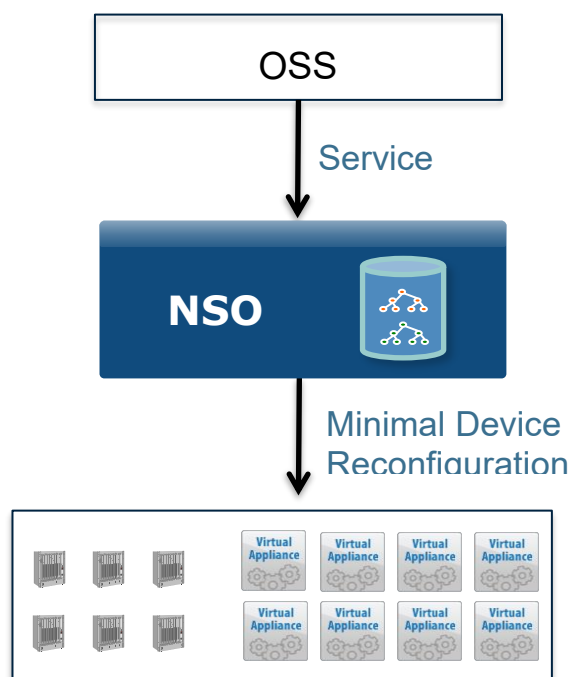 OSS
Service
NSO
Minimal Device
Reconfiguration
Virtual
Appliance
Virtual
Appliance
Virtual
Appliance
Virtual
Appliance
Virtual
Appliance
Virtual
Appliance
Virtual
Appliance
Virtual
Appliance